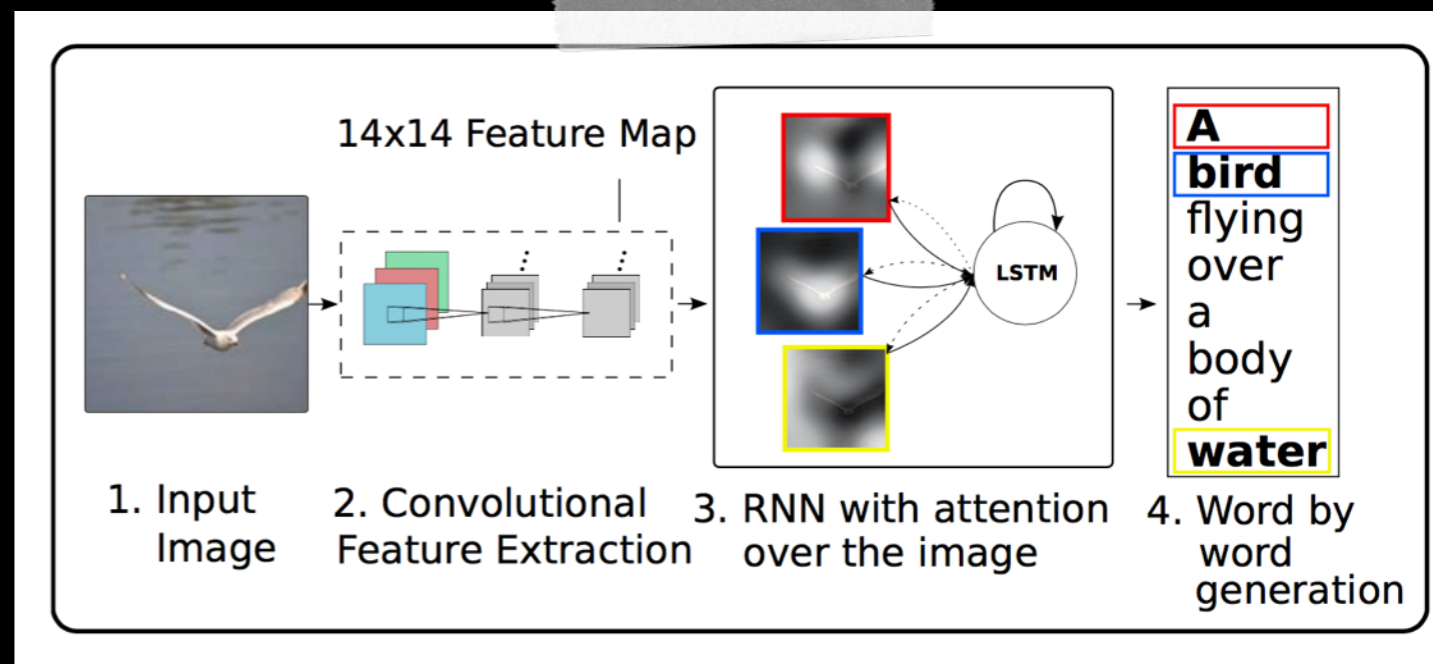 14x14 Feature Map
LSTM
A
bird
flying
over
a
body
of
water
1. Input
Image
2. Convolutional
Feature Extraction
3. RNN with attention
over the image
4. Word by
word
generation